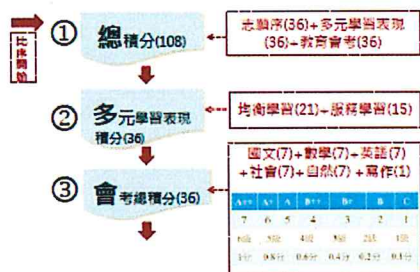 比序開始
① 總積分(108)
志願序(36)+多元學習表現
(36)+教育會考(36)
② 多元學習表現
積分(36)
均衡學習(21)+服務學習(15)
③ 會考總積分(36)
國文(7)+數學(7)+英語(7)
+社會(7)+自然(7)+寫作(1)
A++ A+ A B++ B+ B C
7 6 5 4 3 2 1
6級 5級 4級 3級 2級 1級
1分 0.8分 0.6分 0.4分 0.2分 0.1分